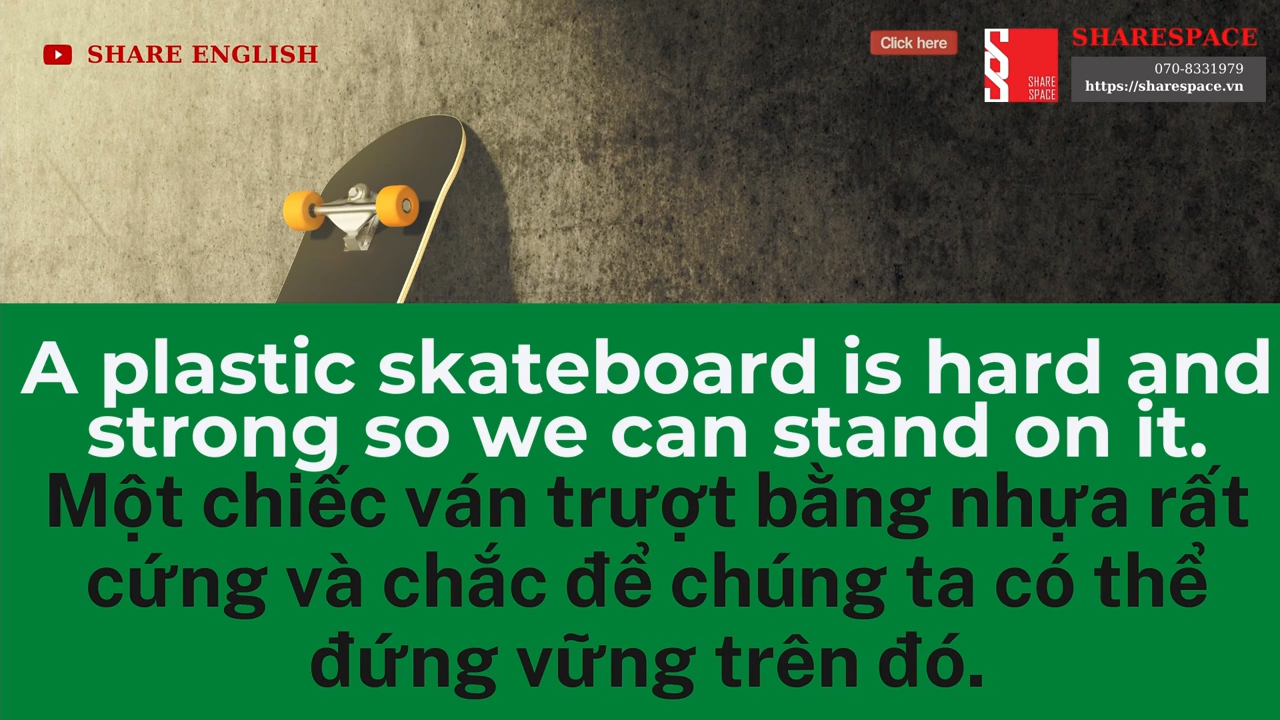 SHARE ENGLISH
Click here
SHARE
SPACE
SHARESPACE
070-8331979
https://sharespace.vn
A plastic skateboard is hard and
strong so we can stand on it.
Một chiếc ván trượt bằng nhựa rất
cứng và chắc để chúng ta có thể
đứng vững trên đó.